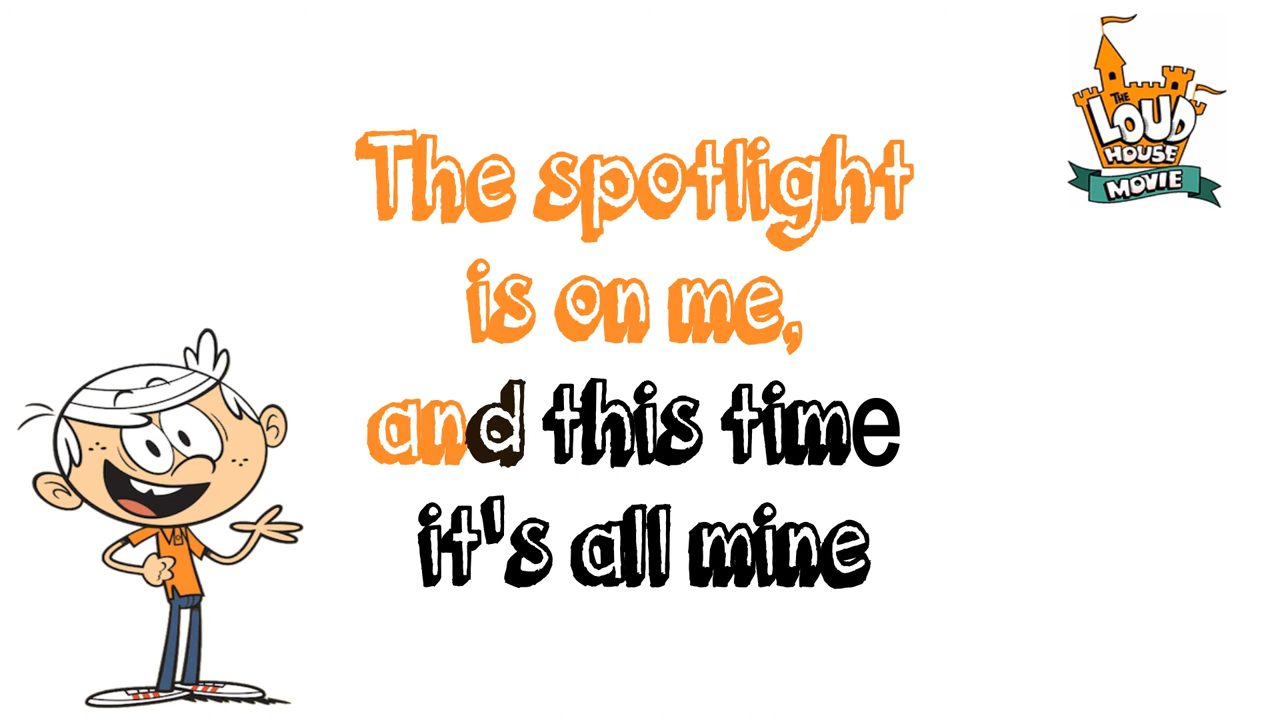 THE
LOUD
HOUSE
MOVIE
The spotlight
is on me,
and this time
it's all mine